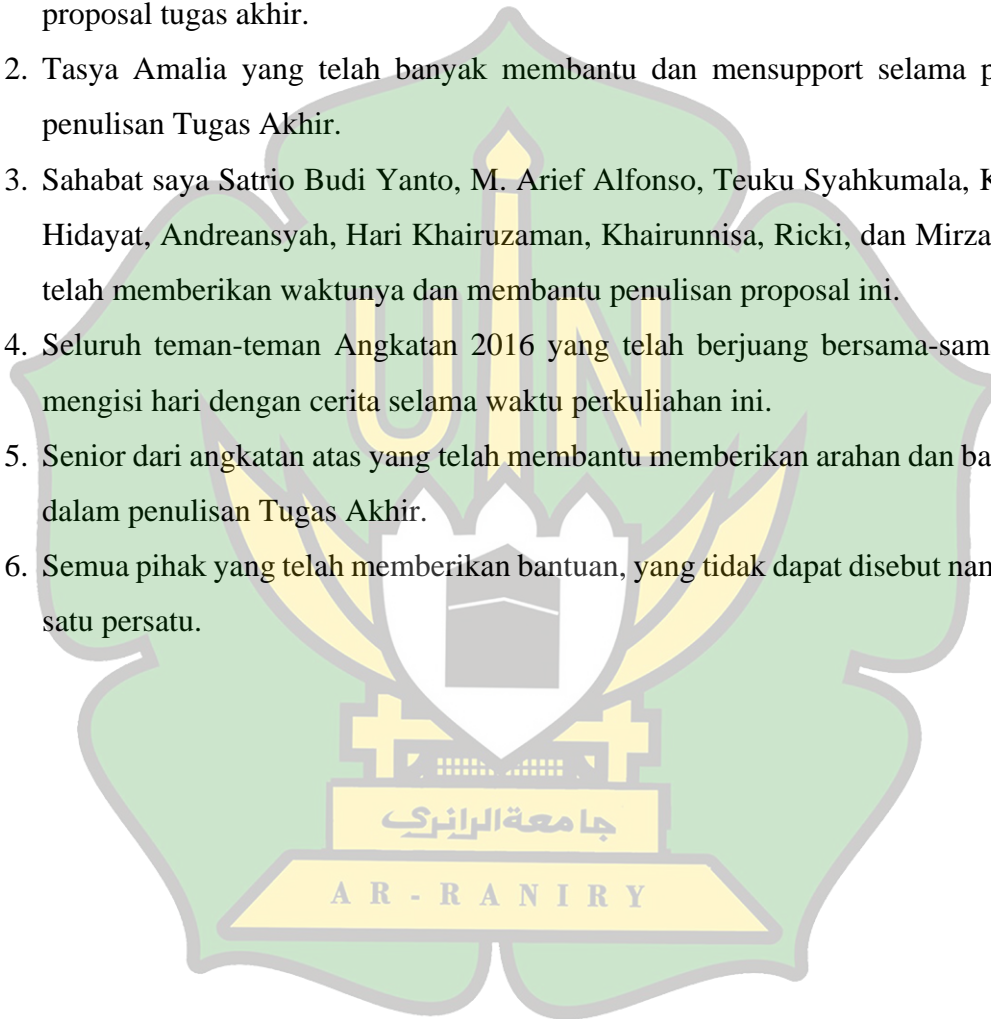 proposal tugas akhir.
2. Tasya Amalia yang telah banyak membantu dan mensupport selama
penulisan Tugas Akhir.
3. Sahabat saya Satrio Budi Yanto, M. Arief Alfonso, Teuku Syahkumala,
Hidayat, Andreansyah, Hari Khairuzaman, Khairunnisa, Ricki, dan Mirza
telah memberikan waktunya dan membantu penulisan proposal ini.
4. Seluruh teman-teman Angkatan 2016 yang telah berjuang
mengisi hari dengan cerita selama waktu perkuliahan ini.
5. Senior dari angkatan atas yang telah membantu memberikan arahan dan
dalam penulisan Tugas Akhir.
6. Semua pihak yang telah memberikan bantuan, yang tidak dapat disebut
satu persatu.
UIN
جامعة الرانري
AR-RANIRY